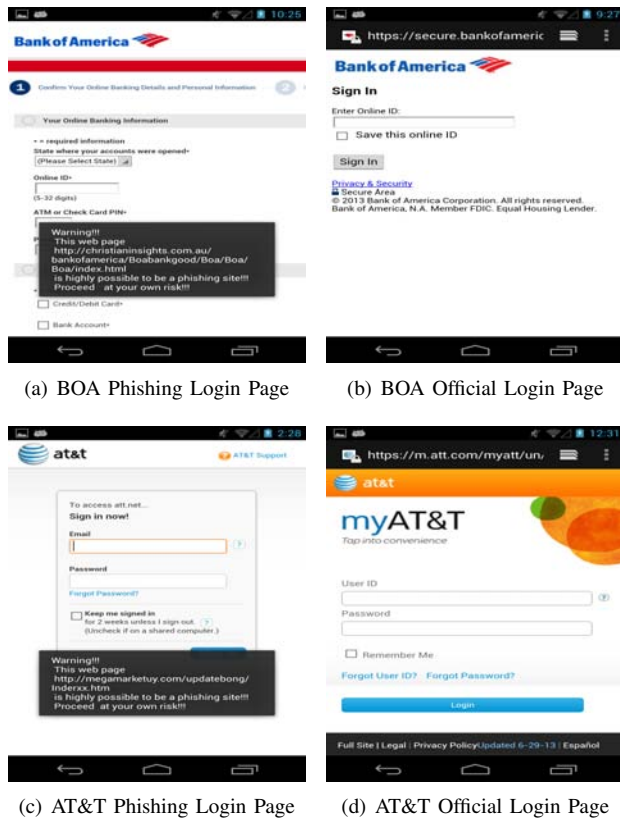 10:25
Bank of America
1 Confirm Your Online Banking Details and Personal Information 2
Your Online Banking Information
• = required information
State where your accounts were opened•
(Please Select State)
Online ID•
(5-32 digits)
ATM or Check Card PIN•
P
Warning!!!
This web page
http://christianinsights.com.au/
bankofamerica/Boabankgood/Boa/Boa/
Boa/index.html
is highly possible to be a phishing site!!!
Proceed at your own risk!!!
Credit/Debit Card•
Bank Account•
(a) BOA Phishing Login Page
9:27
https://secure.bankofameric
Bank of America
Sign In
Enter Online ID:
Save this online ID
Sign In
Privacy & Security
Secure Area
© 2013 Bank of America Corporation. All rights reserved.
Bank of America, N.A. Member FDIC. Equal Housing Lender.
(b) BOA Official Login Page
2:28
at&t
AT&T Support
To access att.net...
Sign in now!
Email
?
Password
Forgot Password?
Keep me signed in
for 2 weeks unless I sign out. ?
(Uncheck if on a shared computer.)
Warning!!!
This web page
http://megamarketuy.com/updatebong/
Inderxx.htm
is highly possible to be a phishing site!!!
Proceed at your own risk!!!
(c) AT&T Phishing Login Page
12:31
https://m.att.com/myatt/un/
at&t
myAT&T
Tap into convenience
User ID
?
Password
Remember Me
Forgot User ID? Forgot Password?
Login
Full Site | Legal | Privacy PolicyUpdated 6-29-13 | Español
(d) AT&T Official Login Page